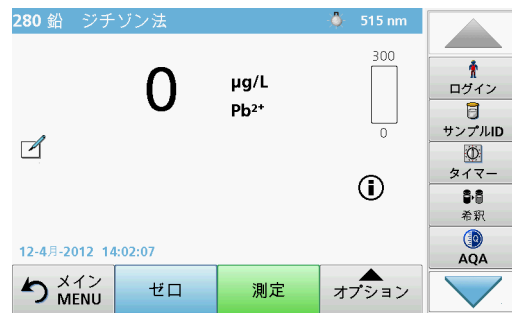 280 鉛 ジチゾン法 515 nm
300
0
µg/L
Pb²⁺
0
12-4月-2012 14:02:07
メイン
MENU
ゼロ
測定
オプション
ログイン
サンプルID
タイマー
希釈
AQA